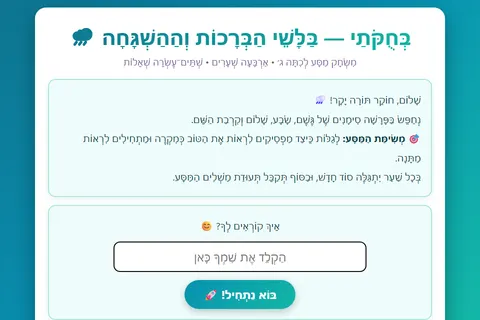 בְּחֻקֹּתַי — בַּלָּשֵׁי הַבְּרָכוֹת וְהַהַשְׁגָּחָה 🌧️
מִשְׂחַק מַסָּע לְכִתָּה ג׳ • אַרְבָּעָה שְׁעָרִים • שְׁתֵּים־עֶשְׂרֵה שְׁאֵלוֹת
שָׁלוֹם, חוֹקֵר תּוֹרָה יָקָר! ☔
נְחַפֵּשׂ בַּפָּרָשָׁה סִימָנִים שֶׁל גֶּשֶׁם, שֹׂבַע, שָׁלוֹם וְקִרְבַת הַשֵּׁם.
🎯 מְשִׂימַת הַמַּסָּע: לְגַלּוֹת כֵּיצַד מַפְסִיקִים לִרְאוֹת אֶת הַטּוֹב כְּמִקְרֶה וּמַתְחִילִים לִרְאוֹת
מַתָּנָה.
בְּכָל שַׁעַר יִתְגַּלֶּה סוֹד חָדָשׁ, וּבַסּוֹף תְּקַבֵּל תְּעוּדַת מַשְׁלִים הַמַּסָּע.
אֵיךְ קוֹרְאִים לְךָ? 😊
הַקְלֵד אֶת שִׁמְךָ כָּאן
בּוֹא נַתְחִיל! 🚀